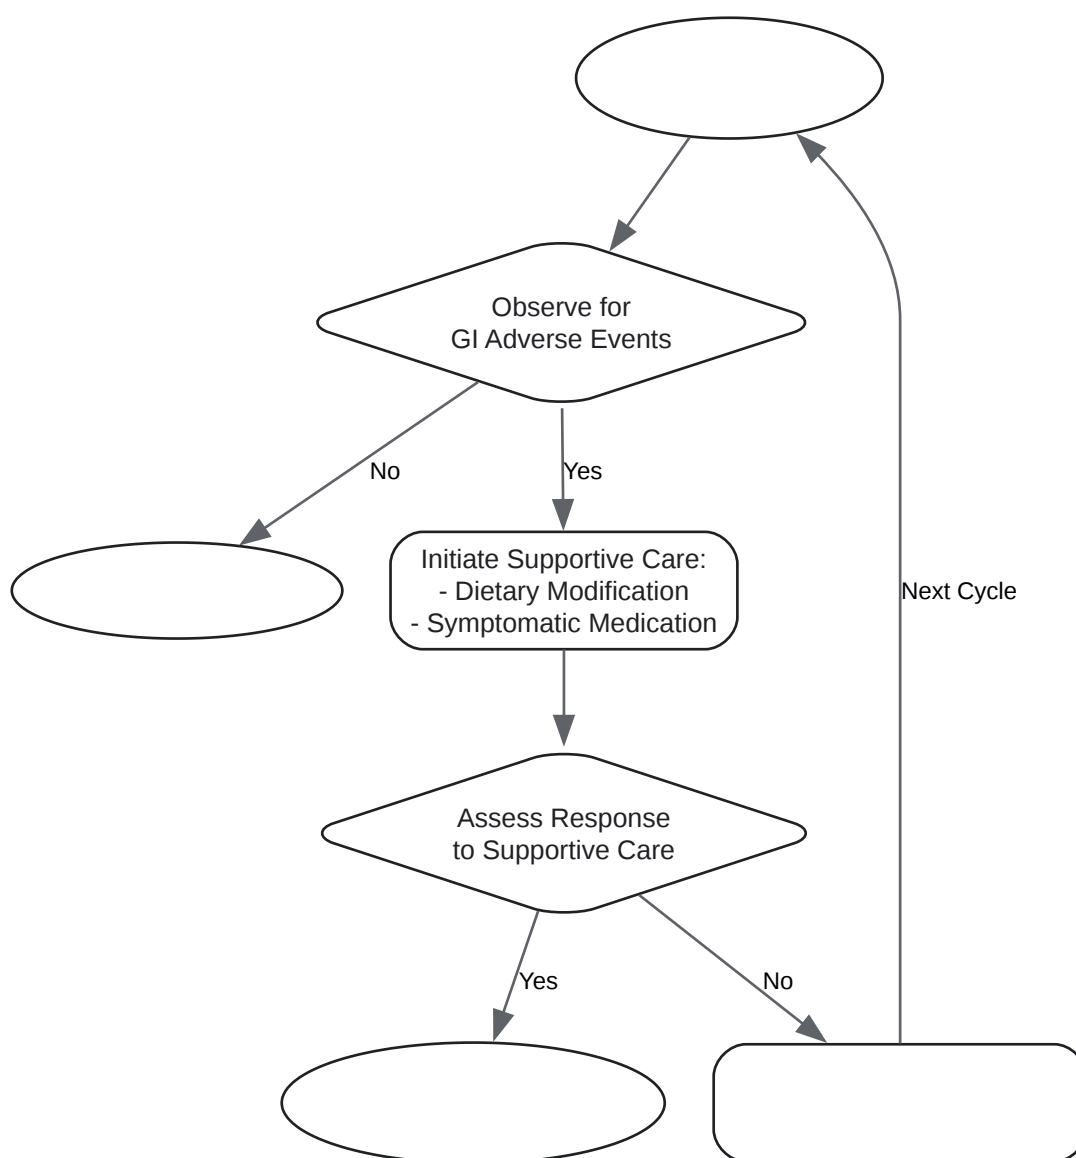 Observe for
GI Adverse Events
No
Yes
Initiate Supportive Care:
- Dietary Modification
- Symptomatic Medication
Next Cycle
Assess Response
to Supportive Care
Yes
No